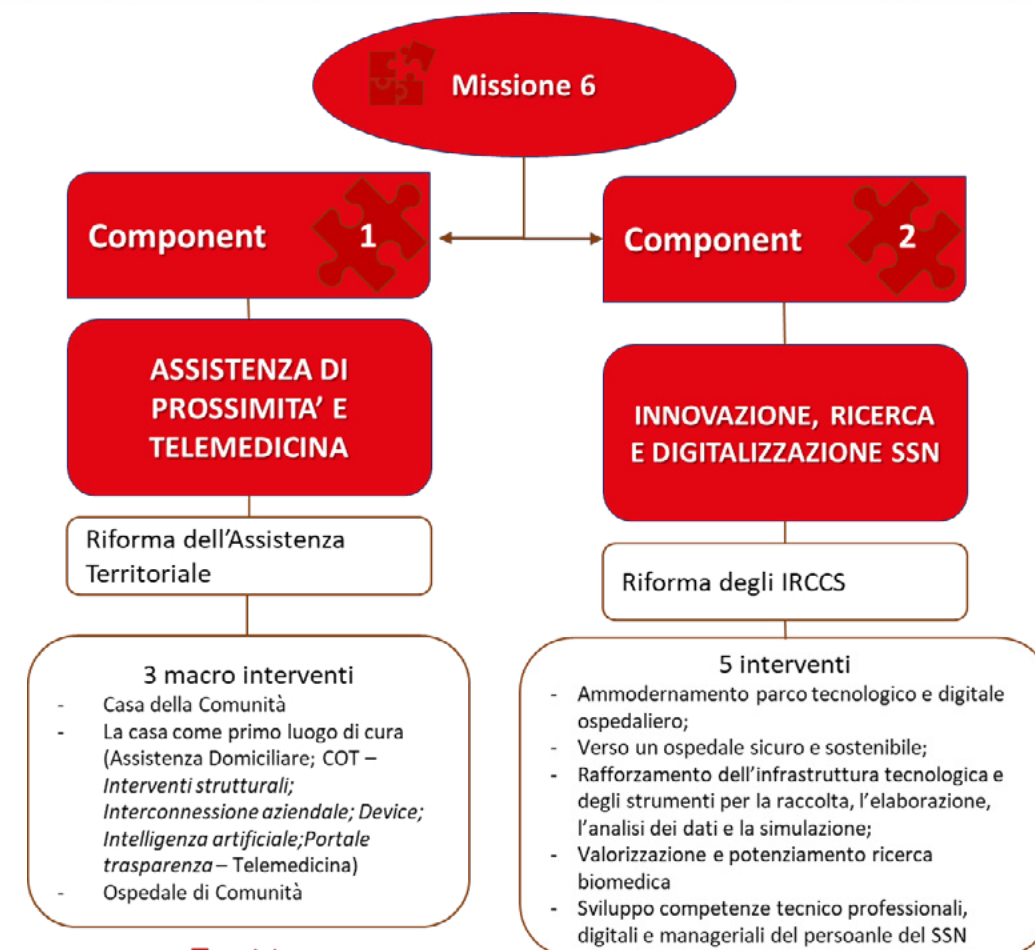 Missione 6
Component 1
ASSISTENZA DI
PROSSIMITA’ E
TELEMEDICINA
Riforma dell’Assistenza
Territoriale
3 macro interventi
- Casa della Comunità
- La casa come primo luogo di cura
(Assistenza Domiciliare; COT –
Interventi strutturali;
Interconnessione aziendale; Device;
Intelligenza artificiale;Portale
trasparenza – Telemedicina)
- Ospedale di Comunità
Component 2
INNOVAZIONE, RICERCA
E DIGITALIZZAZIONE SSN
Riforma degli IRCCS
5 interventi
- Ammodernamento parco tecnologico e digitale
ospedaliero;
- Verso un ospedale sicuro e sostenibile;
- Rafforzamento dell’infrastruttura tecnologica e
degli strumenti per la raccolta, l’elaborazione,
l’analisi dei dati e la simulazione;
- Valorizzazione e potenziamento ricerca
biomedica
- Sviluppo competenze tecnico professionali,
digitali e manageriali del persoanle del SSN